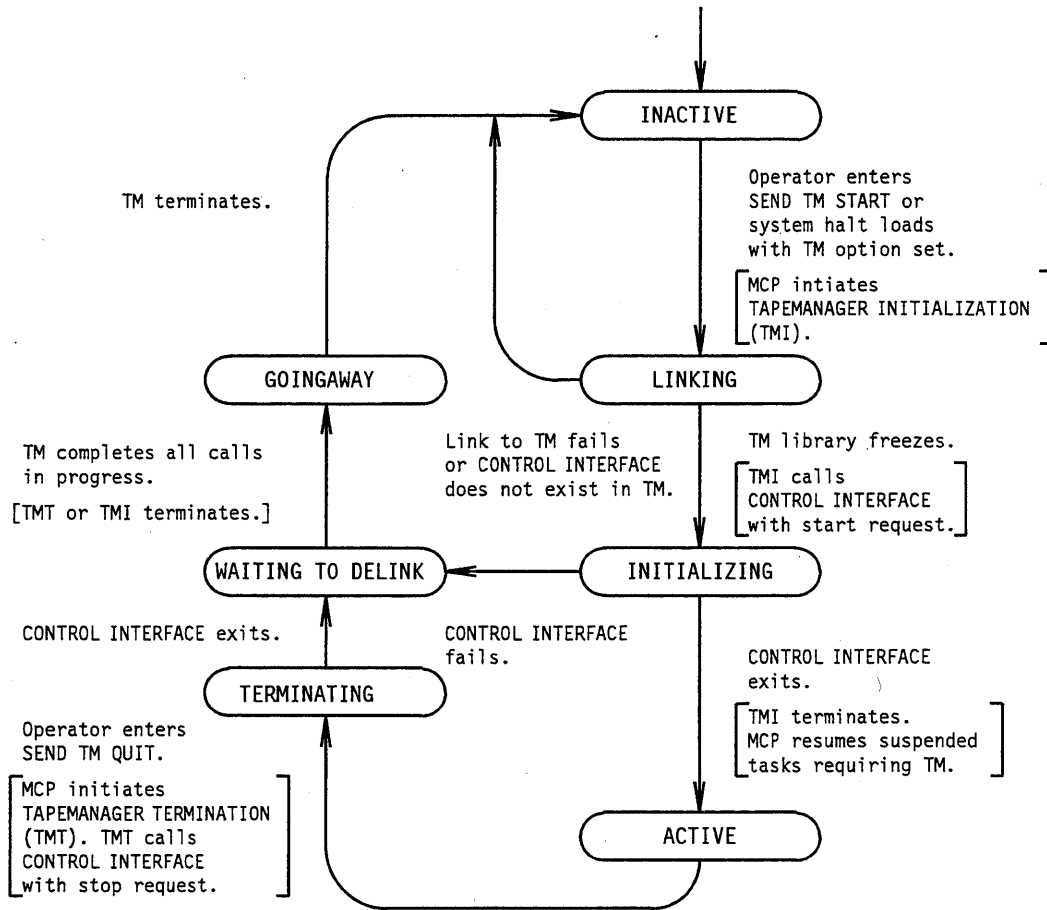 INACTIVE
TM terminates.
Operator enters
SEND TM START or
system halt loads
with TM option set.
[MCP intiates
TAPEMANAGER INITIALIZATION
(TMI).]
GOINGAWAY
LINKING
TM completes all calls
in progress.
[TMT or TMI terminates.]
Link to TM fails
or CONTROL INTERFACE
does not exist in TM.
TM library freezes.
[TMI calls
CONTROL INTERFACE
with start request.]
WAITING TO DELINK
INITIALIZING
CONTROL INTERFACE exits.
CONTROL INTERFACE
fails.
CONTROL INTERFACE
exits.
[TMI terminates.
MCP resumes suspended
tasks requiring TM.]
TERMINATING
Operator enters
SEND TM QUIT.
[MCP initiates
TAPEMANAGER TERMINATION
(TMT). TMT calls
CONTROL INTERFACE
with stop request.]
ACTIVE